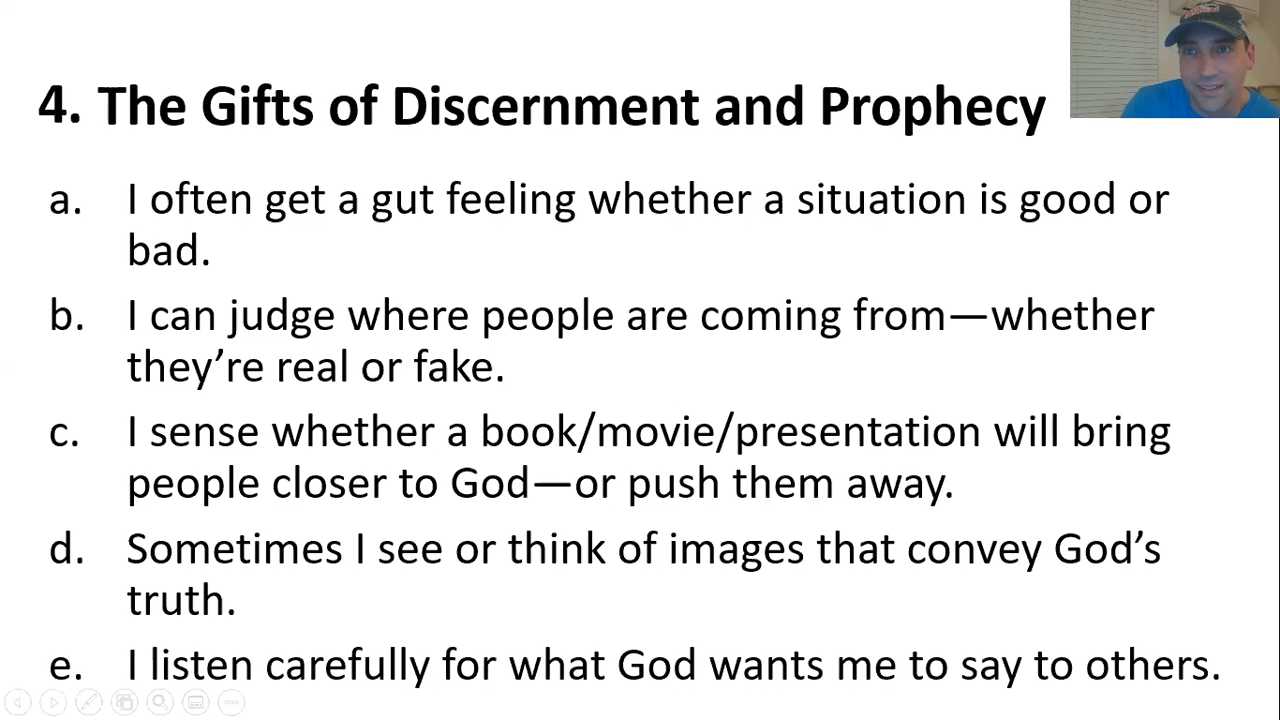 4. The Gifts of Discernment and Prophecy
a. I often get a gut feeling whether a situation is good or
bad.
b. I can judge where people are coming from—whether
they’re real or fake.
c. I sense whether a book/movie/presentation will bring
people closer to God—or push them away.
d. Sometimes I see or think of images that convey God’s
truth.
e. I listen carefully for what God wants me to say to others.